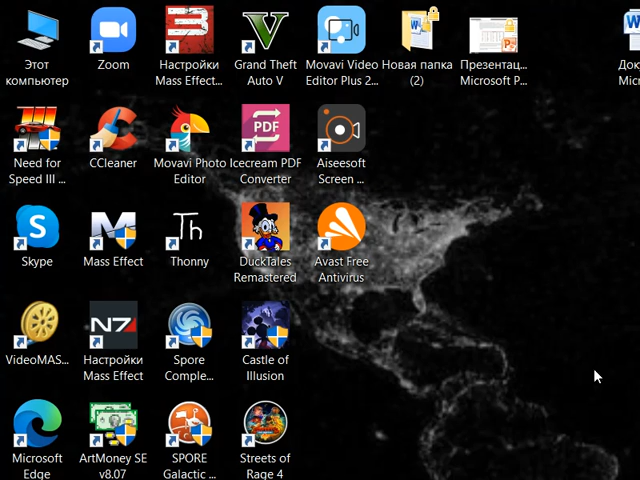 Этот
компьютер
Zoom
Настройки
Mass Effect...
Grand Theft
Auto V
Movavi Video
Editor Plus 2...
Новая папка
(2)
Презентац...
Microsoft P...
Need for
Speed III ...
CCleaner
Movavi Photo
Editor
PDF
Icecream PDF
Converter
Aiseesoft
Screen ...
Skype
Mass Effect
Th
Thonny
DuckTales
Remastered
Avast Free
Antivirus
VideoMAS...
N7
Настройки
Mass Effect
Spore
Comple...
Castle of
Illusion
Microsoft
Edge
ArtMoney SE
v8.07
SPORE
Galactic ...
Streets of
Rage 4